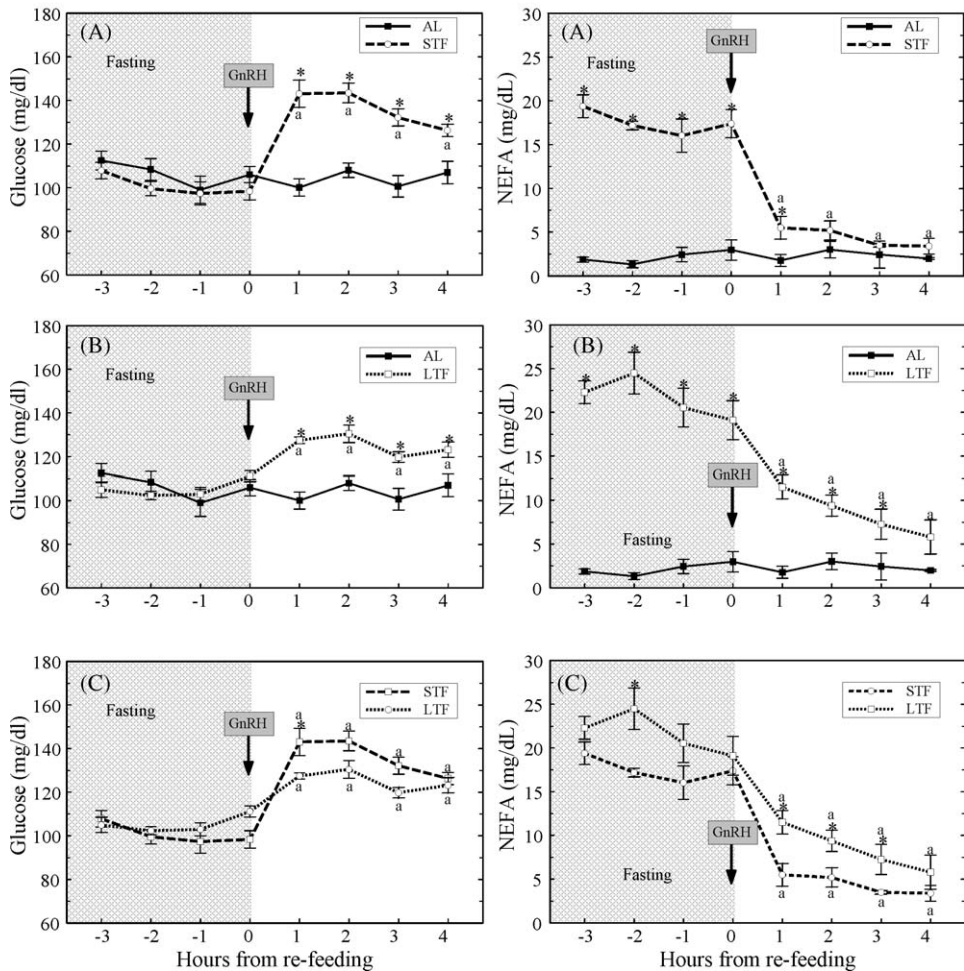 (A)
AL
STF
Fasting
GnRH
Glucose (mg/dl)
180
160
140
120
100
80
60
* * * *
a a a a
-3 -2 -1 0 1 2 3 4
(A)
AL
STF
Fasting
GnRH
NEFA (mg/dL)
30
25
20
15
10
5
0
* * * *
a a a a
*
-3 -2 -1 0 1 2 3 4
(B)
AL
LTF
Fasting
GnRH
Glucose (mg/dl)
180
160
140
120
100
80
60
* * * *
a a a a
-3 -2 -1 0 1 2 3 4
(B)
AL
LTF
GnRH
Fasting
NEFA (mg/dL)
30
25
20
15
10
5
0
* * * *
a a a a
* * *
-3 -2 -1 0 1 2 3 4
(C)
STF
LTF
Fasting
GnRH
Glucose (mg/dl)
180
160
140
120
100
80
60
a a a a
*
a a a a
-3 -2 -1 0 1 2 3 4
Hours from re-feeding
(C)
STF
LTF
GnRH
Fasting
NEFA (mg/dL)
30
25
20
15
10
5
0
*
a a a a
* * *
a a a a
-3 -2 -1 0 1 2 3 4
Hours from re-feeding